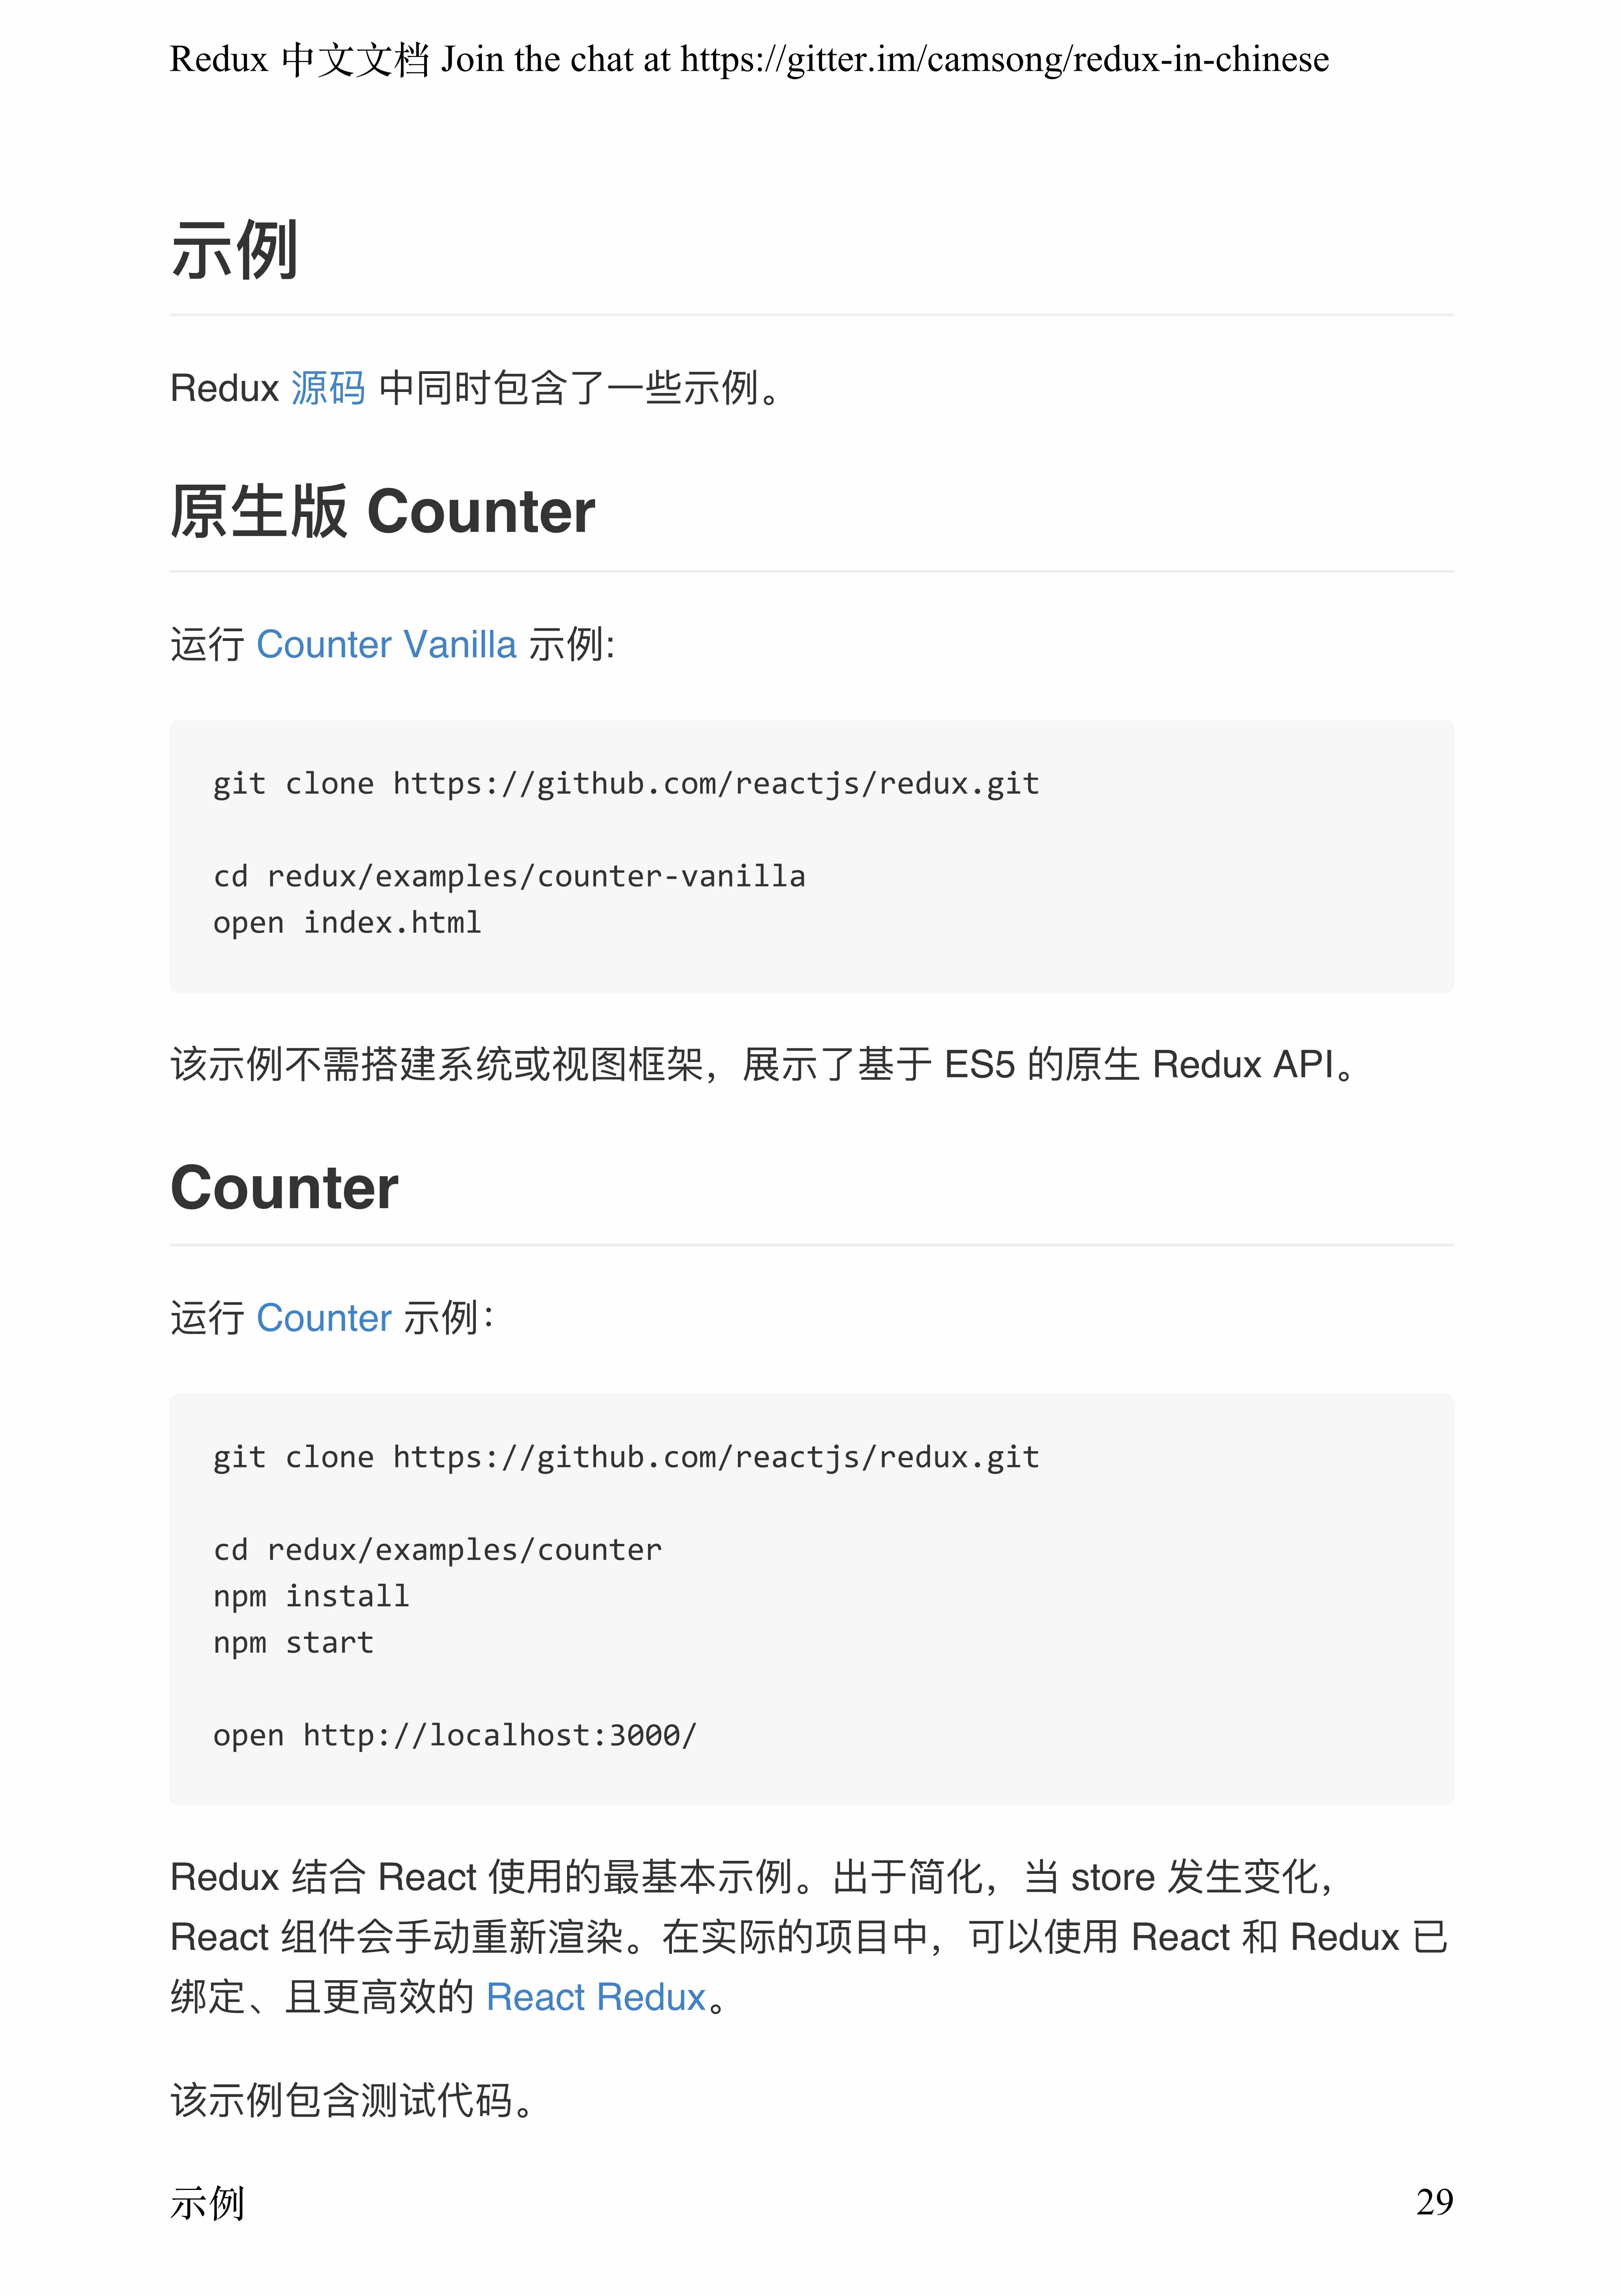 Redux 中文文档 Join the chat at https://gitter.im/camsong/redux-in-chinese
示例
Redux 源码 中同时包含了一些示例。
原生版 Counter
运行 Counter Vanilla 示例:
git clone https://github.com/reactjs/redux.git
cd redux/examples/counter-vanilla
open index.html
该示例不需搭建系统或视图框架，展示了基于 ES5 的原生 Redux API。
Counter
运行 Counter 示例：
git clone https://github.com/reactjs/redux.git
cd redux/examples/counter
npm install
npm start
open http://localhost:3000/
Redux 结合 React 使用的最基本示例。出于简化，当 store 发生变化，
React 组件会手动重新渲染。在实际的项目中，可以使用 React 和 Redux 已
绑定、且更高效的 React Redux。
该示例包含测试代码。
示例 29